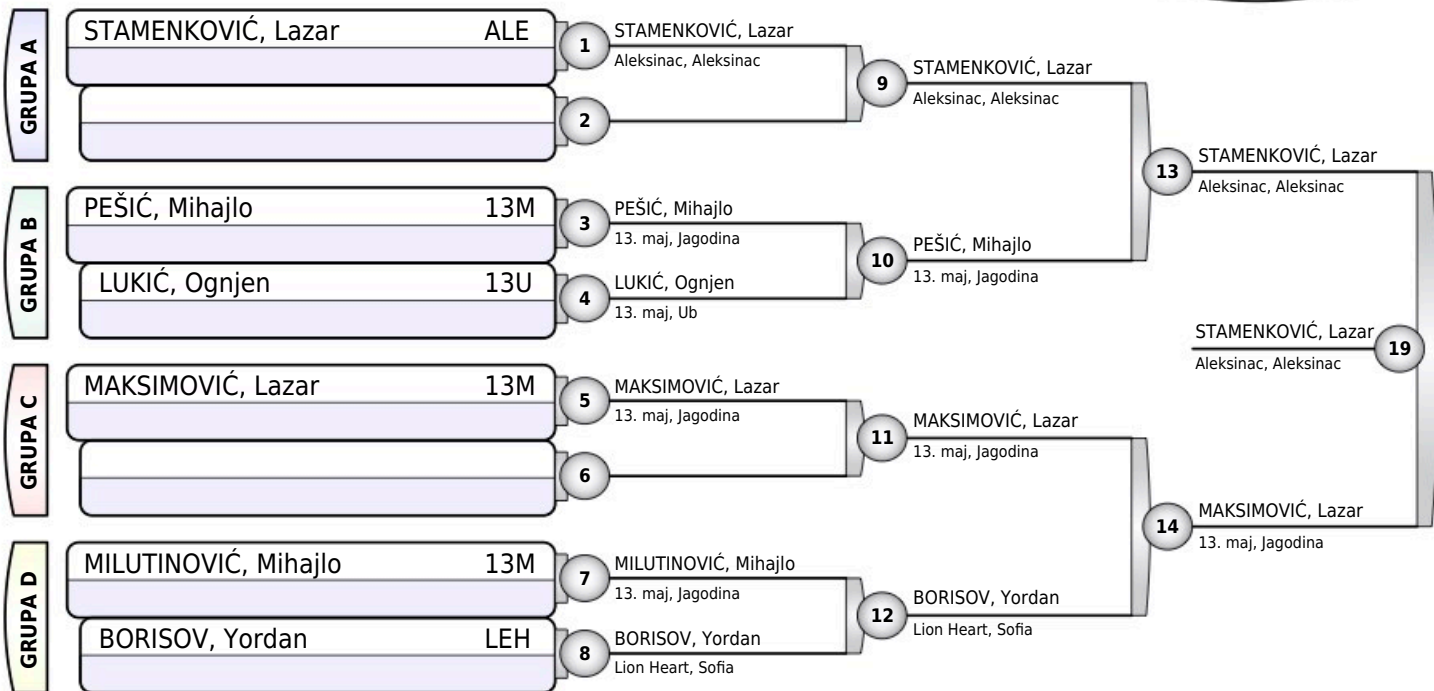 GRUPA A
STAMENKOVIĆ, Lazar ALE
1
STAMENKOVIĆ, Lazar
Aleksinac, Aleksinac
2
9
STAMENKOVIĆ, Lazar
Aleksinac, Aleksinac
GRUPA B
PEŠIĆ, Mihajlo 13M
3
PEŠIĆ, Mihajlo
13. maj, Jagodina
LUKIĆ, Ognjen 13U
4
LUKIĆ, Ognjen
13. maj, Ub
10
PEŠIĆ, Mihajlo
13. maj, Jagodina
13
STAMENKOVIĆ, Lazar
Aleksinac, Aleksinac
GRUPA C
MAKSIMOVIĆ, Lazar 13M
5
MAKSIMOVIĆ, Lazar
13. maj, Jagodina
6
11
MAKSIMOVIĆ, Lazar
13. maj, Jagodina
GRUPA D
MILUTINOVIĆ, Mihajlo 13M
7
MILUTINOVIĆ, Mihajlo
13. maj, Jagodina
BORISOV, Yordan LEH
8
BORISOV, Yordan
Lion Heart, Sofia
12
BORISOV, Yordan
Lion Heart, Sofia
14
MAKSIMOVIĆ, Lazar
13. maj, Jagodina
STAMENKOVIĆ, Lazar
Aleksinac, Aleksinac
19